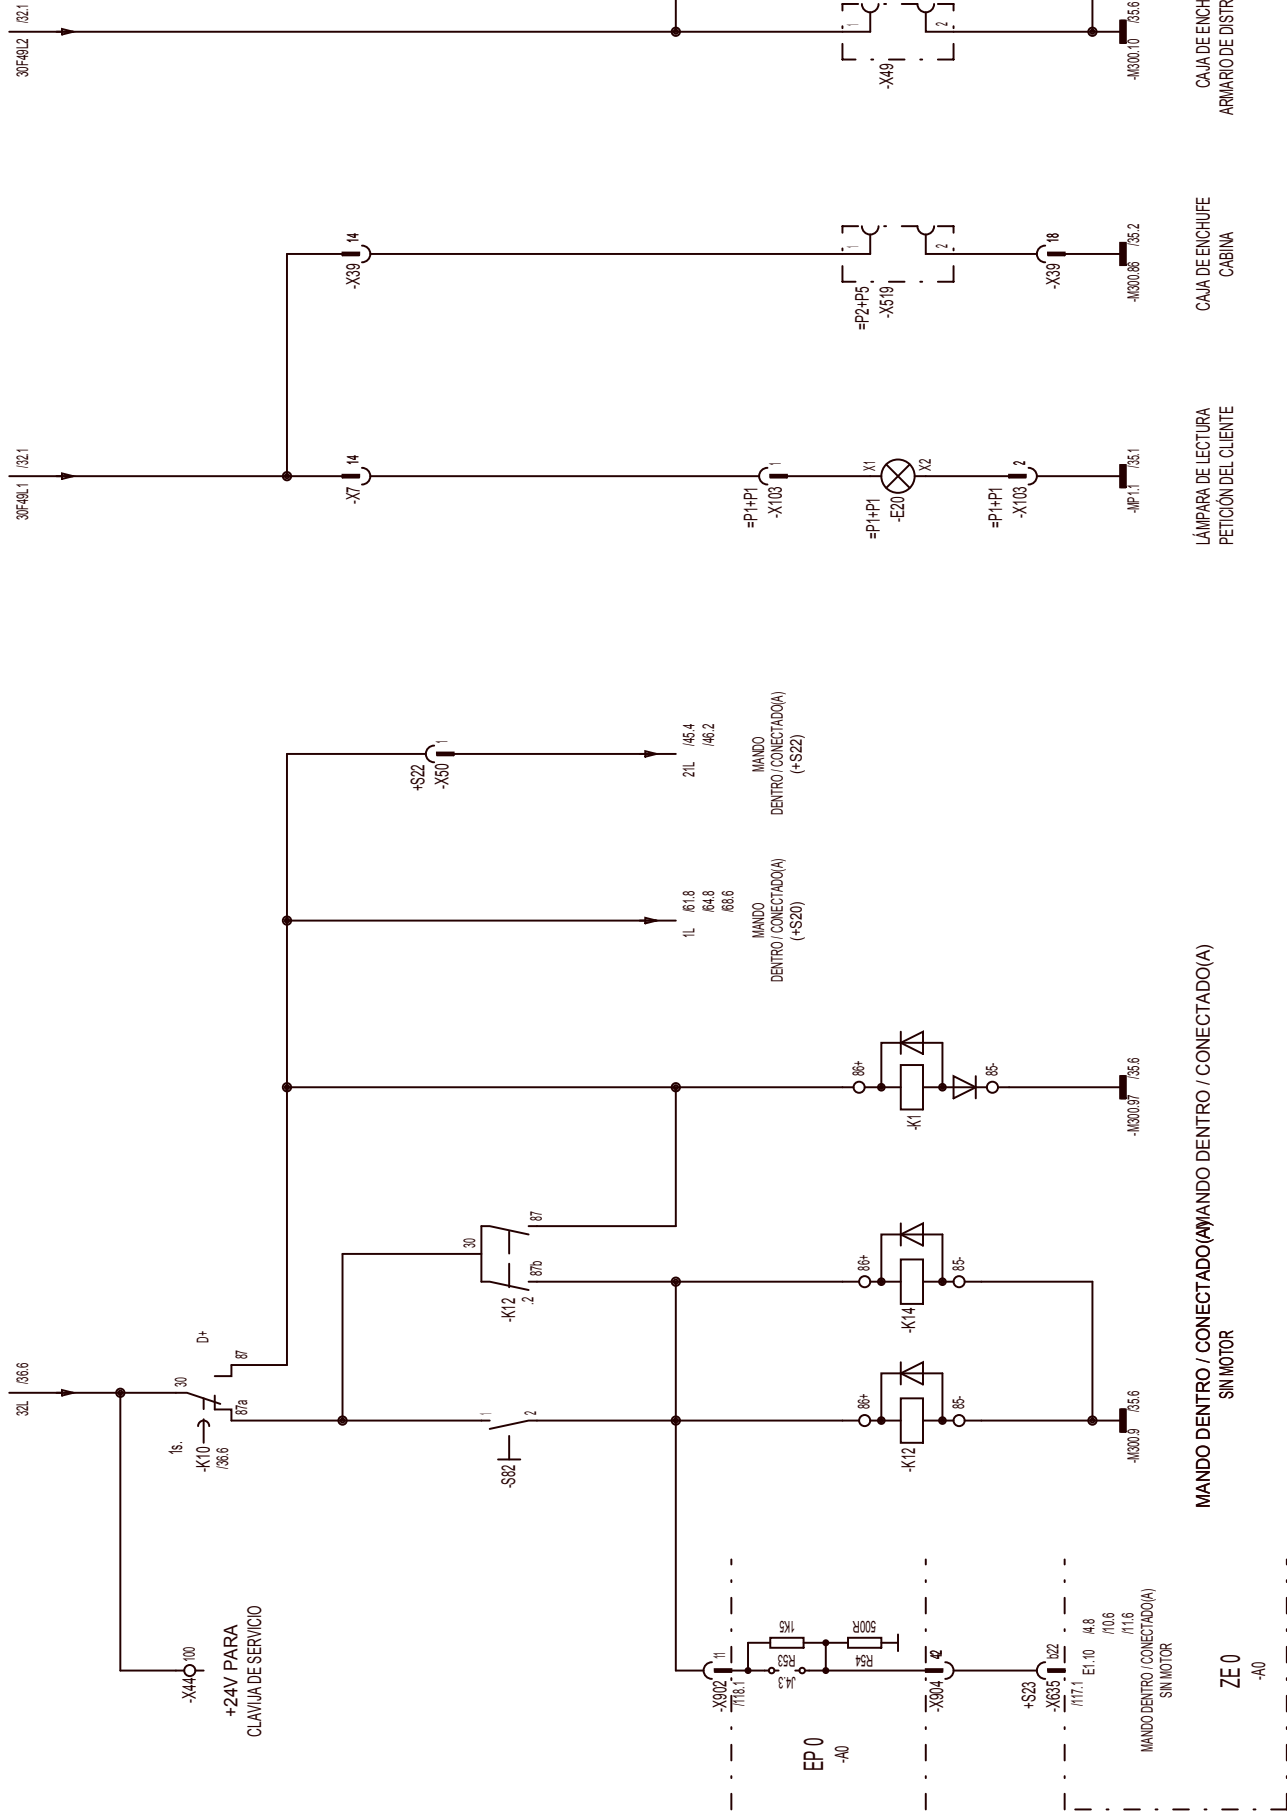 30F49L2 /32.1
1
2
-X49
-M300.10 /35.6
CAJA DE ENCH
ARMARIO DE DISTR
-X39 14
1
2
=P2+P5
-X519
-X39 18
-M300.86 /35.2
CAJA DE ENCHUFE
CABINA
30F49L1 /32.1
-X7 14
=P1+P1
-X103 1
X1
X2
=P1+P1
-E20
=P1+P1
-X103 2
-MP1.1 /35.1
LÁMPARA DE LECTURA
PETICIÓN DEL CLIENTE
+S22
-X50 1
21L /45.4
/46.2
MANDO
DENTRO / CONECTADO(A)
(+S22)
1L /61.8
/64.8
/68.6
MANDO
DENTRO / CONECTADO(A)
(+S20)
86+
-K1
85-
-M300.97 /35.6
30
87
87b
-K12
.2
86+
-K14
85-
32L /36.6
D+
30
87
87a
1s.
-K10
/36.6
1
2
-S82
86+
-K12
85-
-M300.9 /35.6
MANDO DENTRO / CONECTADO(A)
MANDO DENTRO / CONECTADO(A)
SIN MOTOR
-X44 100
+24V PARA
CLAVIJA DE SERVICIO
-X902 11
/118.1
1K5
R53
J4.3
500R
R54
EP 0
-A0
-X904 42
+S23
-X635 b22
/117.1
E1.10 /4.8
/10.6
/11.6
MANDO DENTRO / CONECTADO(A)
SIN MOTOR
ZE 0
-A0